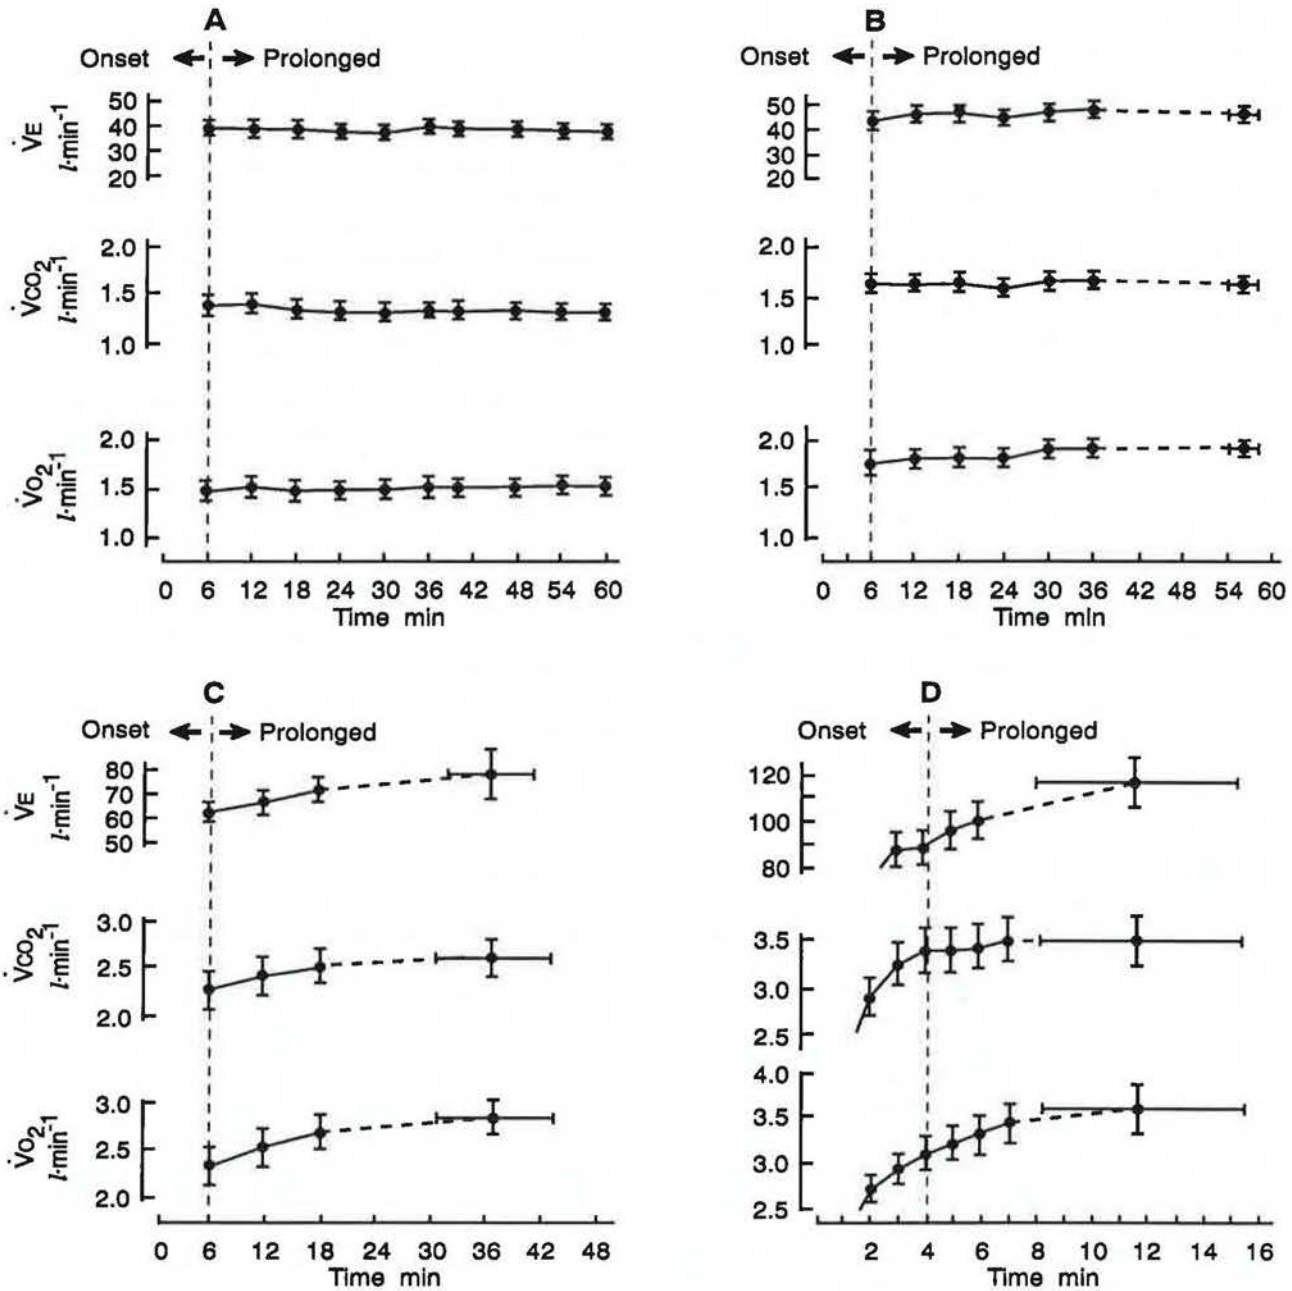 A
Onset Prolonged
V̇E
l·min⁻¹
50
40
30
20
V̇CO2
l·min⁻¹
2.0
1.5
1.0
V̇O2
l·min⁻¹
2.0
1.5
1.0
0 6 12 18 24 30 36 42 48 54 60
Time min
B
Onset Prolonged
50
40
30
20
2.0
1.5
1.0
2.0
1.5
1.0
0 6 12 18 24 30 36 42 48 54 60
Time min
C
Onset Prolonged
V̇E
l·min⁻¹
80
70
60
50
V̇CO2
l·min⁻¹
3.0
2.5
2.0
V̇O2
l·min⁻¹
3.0
2.5
2.0
0 6 12 18 24 30 36 42 48
Time min
D
Onset Prolonged
120
100
80
3.5
3.0
2.5
4.0
3.5
3.0
2.5
2 4 6 8 10 12 14 16
Time min